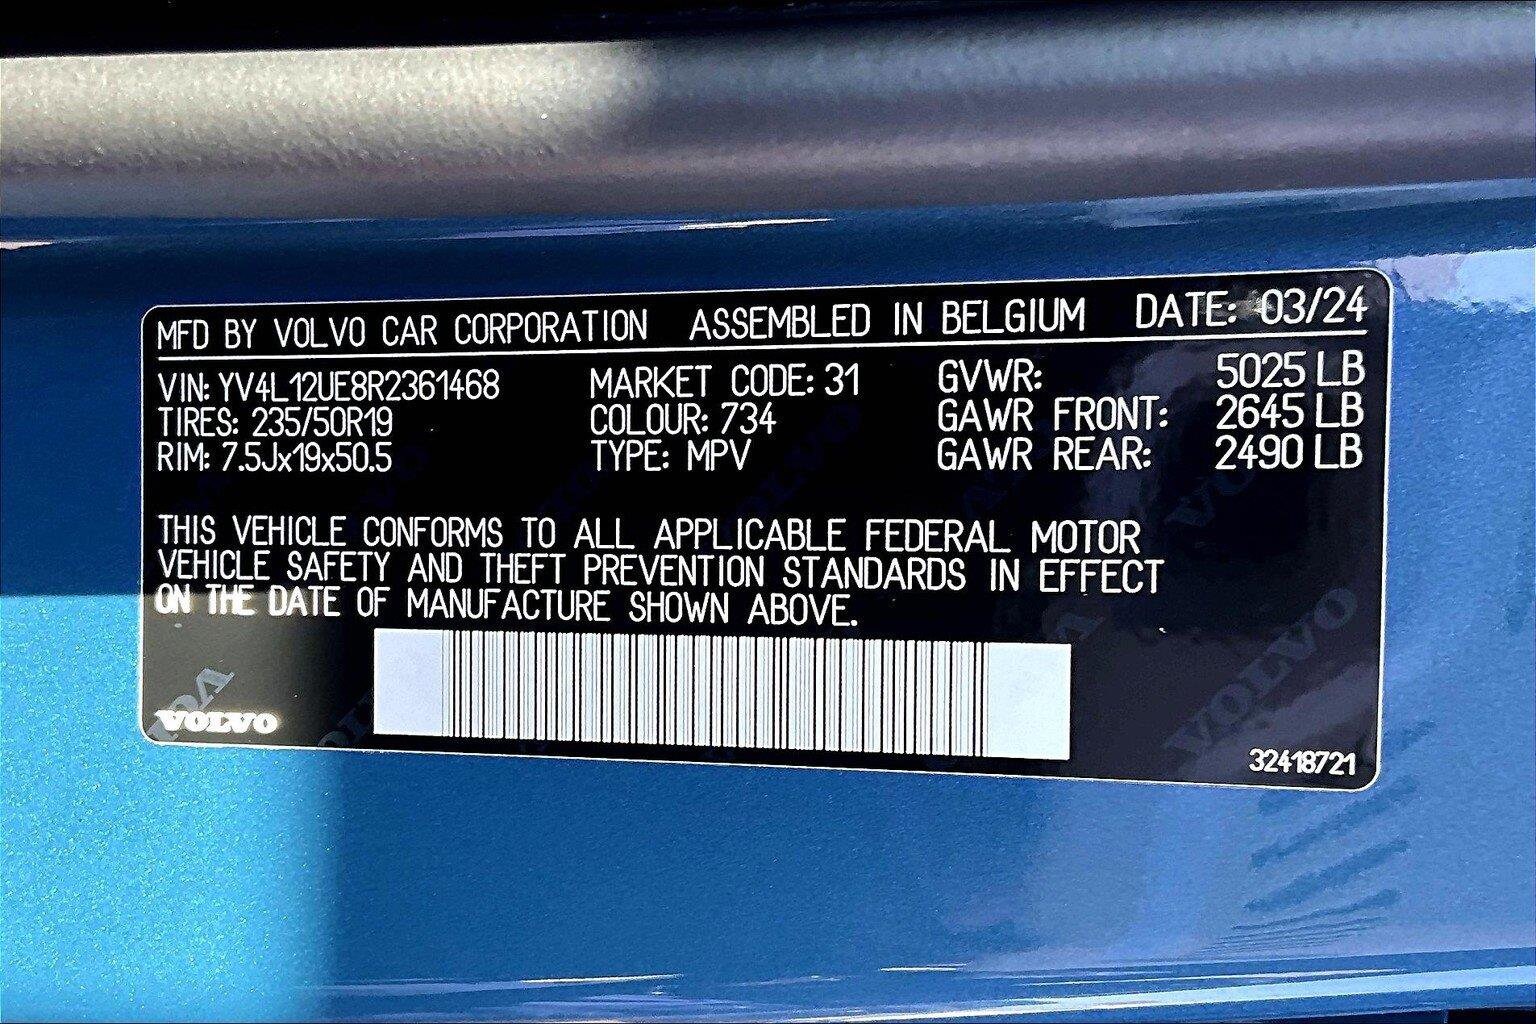 MFD BY VOLVO CAR CORPORATION ASSEMBLED IN BELGIUM DATE: 03/24
VIN: YV4L12UE8R2361468 MARKET CODE: 31 GVWR: 5025 LB
TIRES: 235/50R19 COLOUR: 734 GAWR FRONT: 2645 LB
RIM: 7.5Jx19x50.5 TYPE: MPV GAWR REAR: 2490 LB
THIS VEHICLE CONFORMS TO ALL APPLICABLE FEDERAL MOTOR
VEHICLE SAFETY AND THEFT PREVENTION STANDARDS IN EFFECT
ON THE DATE OF MANUFACTURE SHOWN ABOVE.
VOLVO
VOLVO
32418721